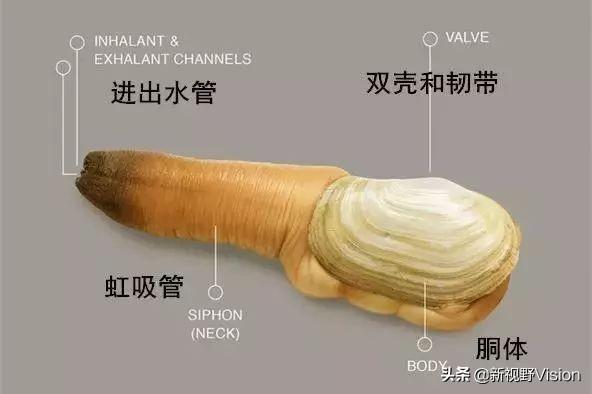 INHALANT &
EXHALANT CHANNELS
进出水管
VALVE
双壳和韧带
虹吸管
SIPHON
(NECK)
胴体
BODY
头条 @新视野Vision